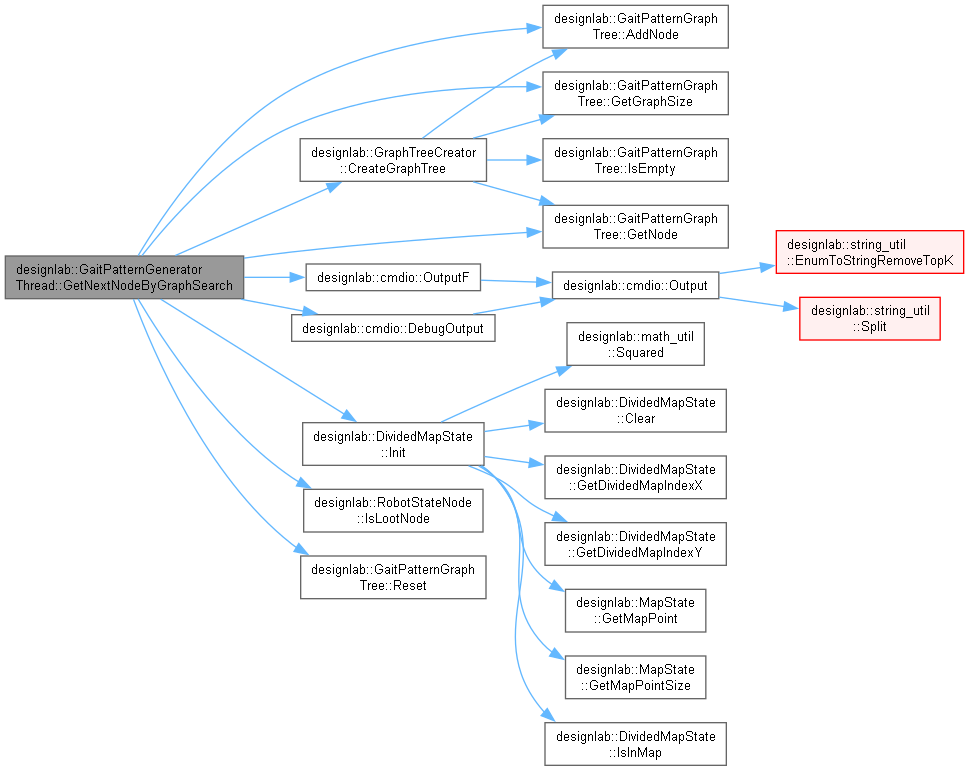 designlab::GaitPatternGraph
Tree::AddNode
designlab::GaitPatternGraph
Tree::GetGraphSize
designlab::GraphTreeCreator
::CreateGraphTree
designlab::GaitPatternGraph
Tree::IsEmpty
designlab::GaitPatternGraph
Tree::GetNode
designlab::string_util
::EnumToStringRemoveTopK
designlab::GaitPatternGenerator
Thread::GetNextNodeByGraphSearch
designlab::cmdio::OutputF
designlab::cmdio::Output
designlab::string_util
::Split
designlab::cmdio::DebugOutput
designlab::math_util
::Squared
designlab::DividedMapState
::Clear
designlab::DividedMapState
::Init
designlab::DividedMapState
::GetDividedMapIndexX
designlab::RobotStateNode
::IsLootNode
designlab::DividedMapState
::GetDividedMapIndexY
designlab::GaitPatternGraph
Tree::Reset
designlab::MapState
::GetMapPoint
designlab::MapState
::GetMapPointSize
designlab::DividedMapState
::IsInMap